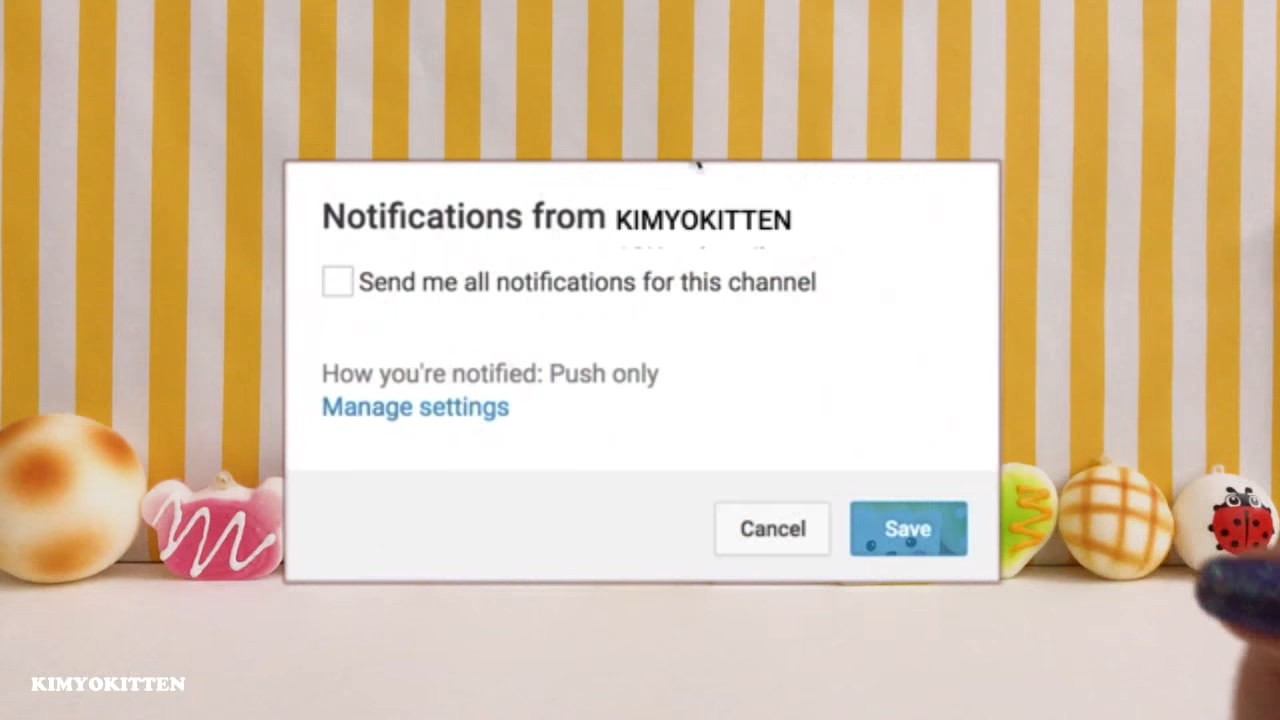 Notifications from KIMYOKITTEN
Send me all notifications for this channel
How you're notified: Push only
Manage settings
Cancel
Save
KIMYOKITTEN